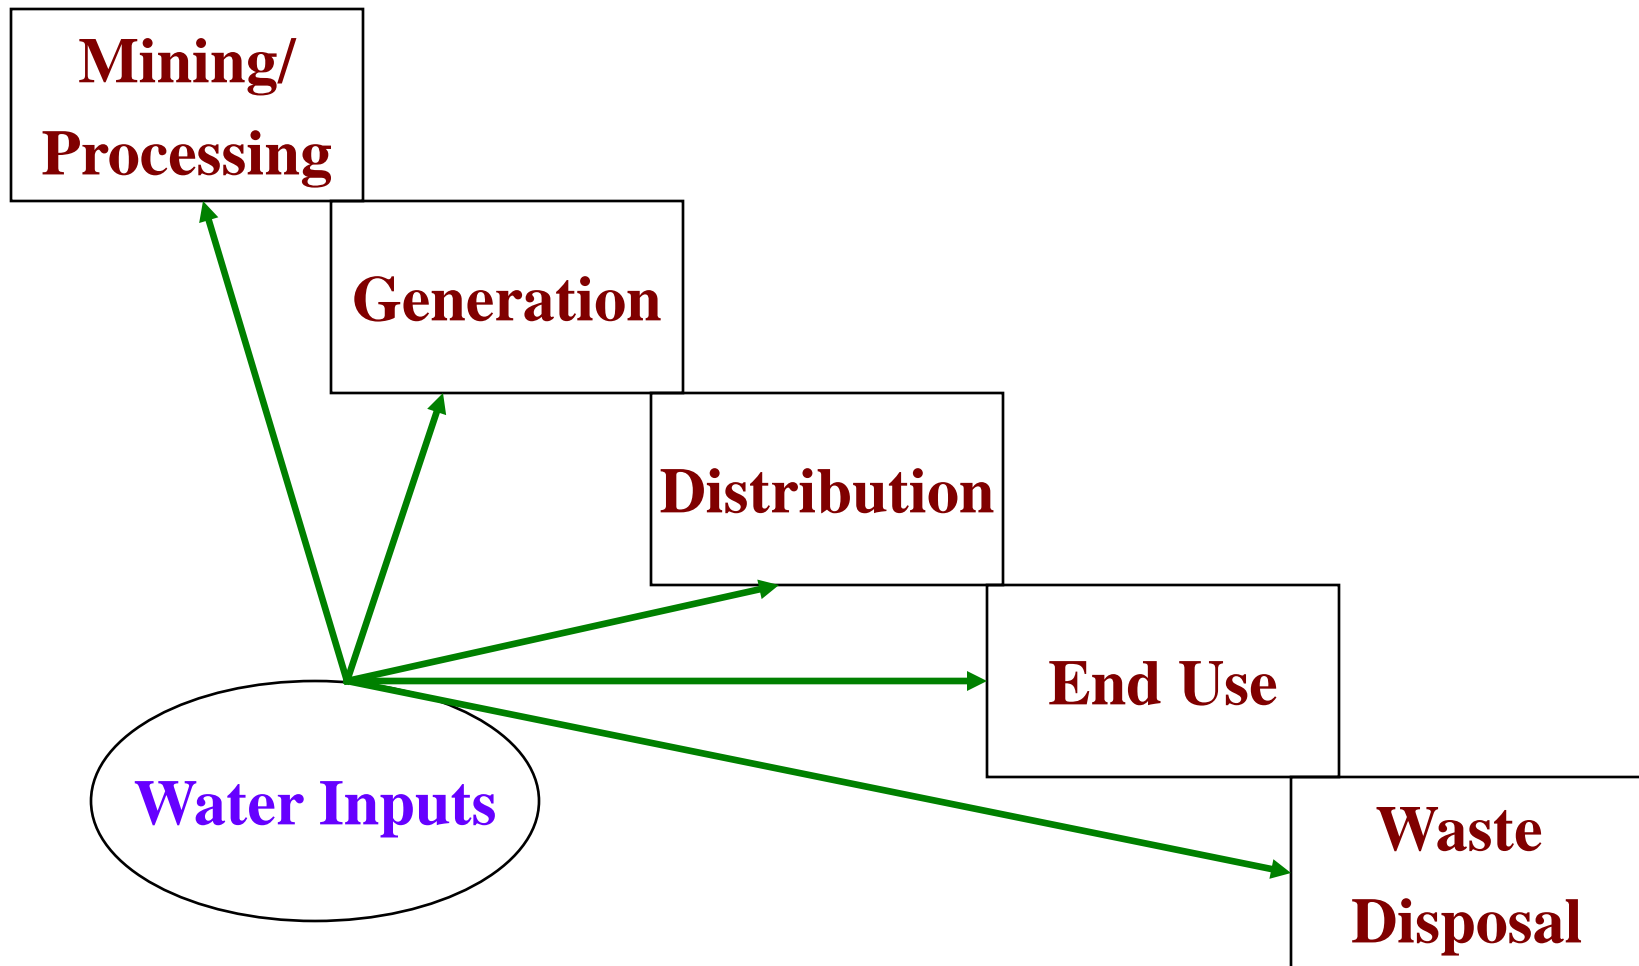 Mining/
Processing
Generation
Distribution
End Use
Water Inputs
Waste
Disposal